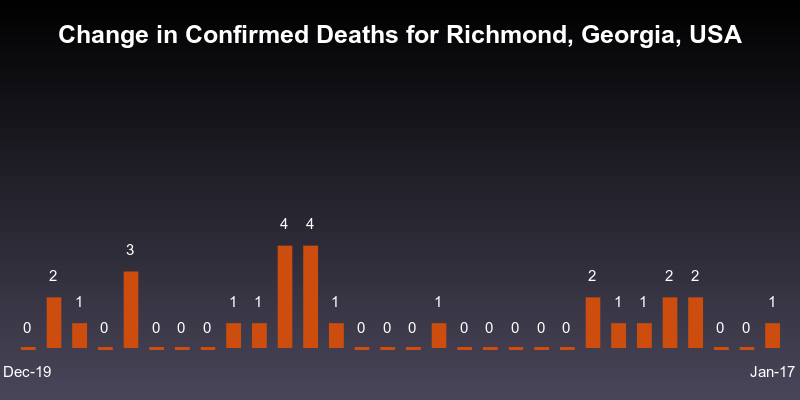 Change in Confirmed Deaths for Richmond, Georgia, USA
4 4
3
2 2 2 2
1 1 1 1 1 1 1 1
0 0 0 0 0 0 0 0 0 0 0 0 0 0 0
Dec-19 Jan-17